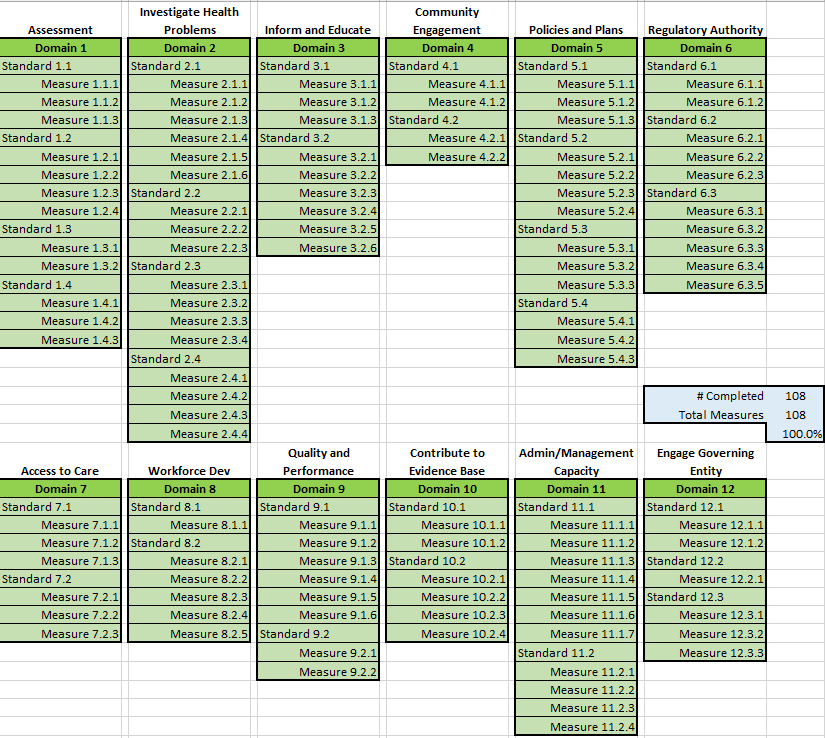 Assessment
Investigate Health
Problems
Inform and Educate
Community
Engagement
Policies and Plans
Regulatory Authority
Domain 1
Standard 1.1
Measure 1.1.1
Measure 1.1.2
Measure 1.1.3
Standard 1.2
Measure 1.2.1
Measure 1.2.2
Measure 1.2.3
Measure 1.2.4
Standard 1.3
Measure 1.3.1
Measure 1.3.2
Standard 1.4
Measure 1.4.1
Measure 1.4.2
Measure 1.4.3
Domain 2
Standard 2.1
Measure 2.1.1
Measure 2.1.2
Measure 2.1.3
Measure 2.1.4
Measure 2.1.5
Measure 2.1.6
Standard 2.2
Measure 2.2.1
Measure 2.2.2
Measure 2.2.3
Standard 2.3
Measure 2.3.1
Measure 2.3.2
Measure 2.3.3
Measure 2.3.4
Standard 2.4
Measure 2.4.1
Measure 2.4.2
Measure 2.4.3
Measure 2.4.4
Domain 3
Standard 3.1
Measure 3.1.1
Measure 3.1.2
Measure 3.1.3
Standard 3.2
Measure 3.2.1
Measure 3.2.2
Measure 3.2.3
Measure 3.2.4
Measure 3.2.5
Measure 3.2.6
Domain 4
Standard 4.1
Measure 4.1.1
Measure 4.1.2
Standard 4.2
Measure 4.2.1
Measure 4.2.2
Domain 5
Standard 5.1
Measure 5.1.1
Measure 5.1.2
Measure 5.1.3
Standard 5.2
Measure 5.2.1
Measure 5.2.2
Measure 5.2.3
Measure 5.2.4
Standard 5.3
Measure 5.3.1
Measure 5.3.2
Measure 5.3.3
Standard 5.4
Measure 5.4.1
Measure 5.4.2
Measure 5.4.3
Domain 6
Standard 6.1
Measure 6.1.1
Measure 6.1.2
Standard 6.2
Measure 6.2.1
Measure 6.2.2
Measure 6.2.3
Standard 6.3
Measure 6.3.1
Measure 6.3.2
Measure 6.3.3
Measure 6.3.4
Measure 6.3.5
# Completed 108
Total Measures 108
100.0%
Access to Care
Workforce Dev
Quality and
Performance
Contribute to
Evidence Base
Admin/Management
Capacity
Engage Governing
Entity
Domain 7
Standard 7.1
Measure 7.1.1
Measure 7.1.2
Measure 7.1.3
Standard 7.2
Measure 7.2.1
Measure 7.2.2
Measure 7.2.3
Domain 8
Standard 8.1
Measure 8.1.1
Standard 8.2
Measure 8.2.1
Measure 8.2.2
Measure 8.2.3
Measure 8.2.4
Measure 8.2.5
Domain 9
Standard 9.1
Measure 9.1.1
Measure 9.1.2
Measure 9.1.3
Measure 9.1.4
Measure 9.1.5
Measure 9.1.6
Standard 9.2
Measure 9.2.1
Measure 9.2.2
Domain 10
Standard 10.1
Measure 10.1.1
Measure 10.1.2
Standard 10.2
Measure 10.2.1
Measure 10.2.2
Measure 10.2.3
Measure 10.2.4
Domain 11
Standard 11.1
Measure 11.1.1
Measure 11.1.2
Measure 11.1.3
Measure 11.1.4
Measure 11.1.5
Measure 11.1.6
Measure 11.1.7
Standard 11.2
Measure 11.2.1
Measure 11.2.2
Measure 11.2.3
Measure 11.2.4
Domain 12
Standard 12.1
Measure 12.1.1
Measure 12.1.2
Standard 12.2
Measure 12.2.1
Standard 12.3
Measure 12.3.1
Measure 12.3.2
Measure 12.3.3